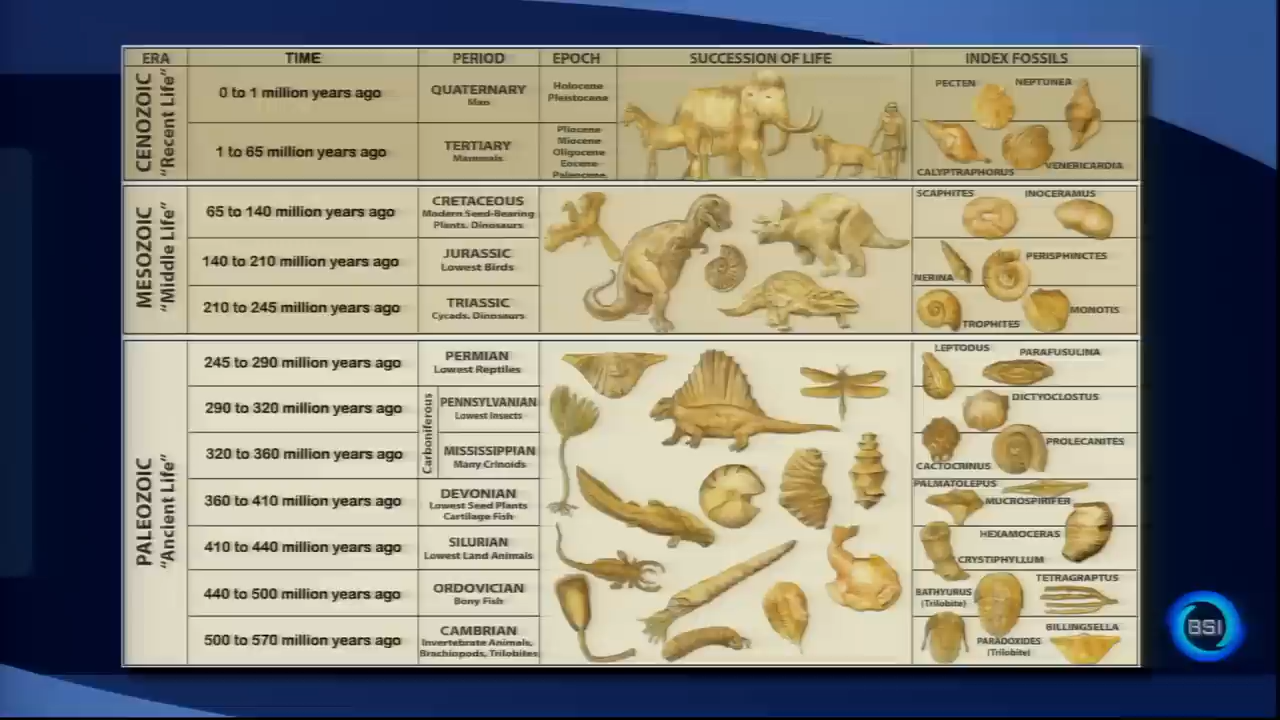 ERA
TIME
PERIOD
EPOCH
SUCCESSION OF LIFE
INDEX FOSSILS
CENOZOIC
"Recent Life"
0 to 1 million years ago
QUATERNARY
Man
Holocene
Pleistocene
PECTEN
NEPTUNEA
1 to 65 million years ago
TERTIARY
Mammals
Pliocene
Miocene
Oligocene
Eocene
Paleocene
CALYPTRAPHORUS
VENERICARDIA
MESOZOIC
"Middle Life"
65 to 140 million years ago
CRETACEOUS
Modern Seed-Bearing
Plants. Dinosaurs
SCAPHITES
INOCERAMUS
140 to 210 million years ago
JURASSIC
Lowest Birds
PERISPHINCTES
NERINA
210 to 245 million years ago
TRIASSIC
Cycads. Dinosaurs
TROPHITES
MONOTIS
PALEOZOIC
"Ancient Life"
245 to 290 million years ago
PERMIAN
Lowest Reptiles
LEPTODUS
PARAFUSULINA
Carboniferous
290 to 320 million years ago
PENNSYLVANIAN
Lowest Insects
DICTYOCLOSTUS
320 to 360 million years ago
MISSISSIPPIAN
Many Crinoids
CACTOCRINUS
PROLECANITES
360 to 410 million years ago
DEVONIAN
Lowest Seed Plants
Cartilage Fish
PALMATOLEPUS
MUCROSPIRIFER
410 to 440 million years ago
SILURIAN
Lowest Land Animals
HEXAMOCERAS
CRYSTIPHYLLUM
440 to 500 million years ago
ORDOVICIAN
Bony Fish
BATHYURUS
(Trilobite)
TETRAGRAPTUS
500 to 570 million years ago
CAMBRIAN
Invertebrate Animals,
Brachiopods, Trilobites
PARADOXIDES
(Trilobite)
BILLINGSELLA
BSI